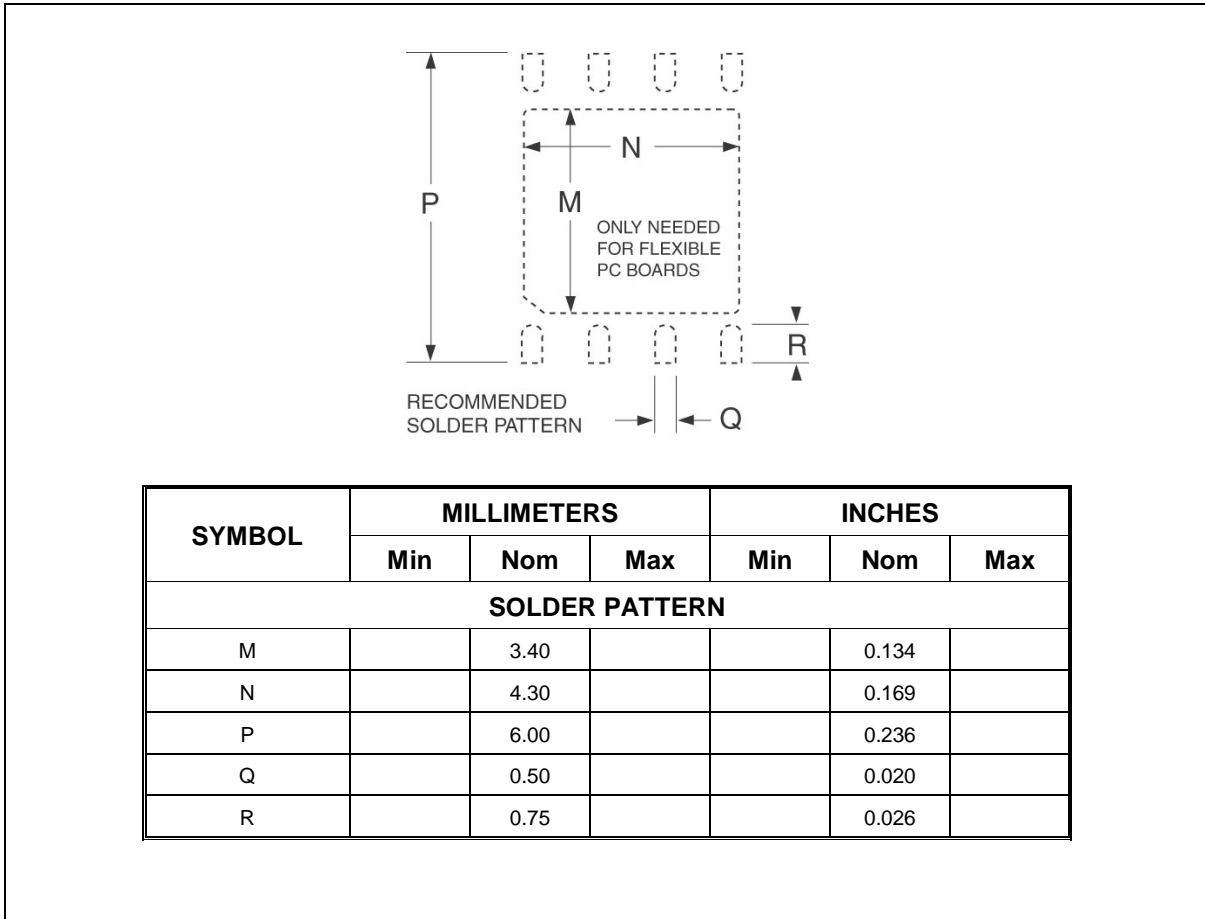 N
P
M
ONLY NEEDED
FOR FLEXIBLE
PC BOARDS
R
RECOMMENDED
SOLDER PATTERN
Q
SYMBOL MILLIMETERS INCHES
Min Nom Max Min Nom Max
SOLDER PATTERN
M 3.40 0.134
N 4.30 0.169
P 6.00 0.236
Q 0.50 0.020
R 0.75 0.026